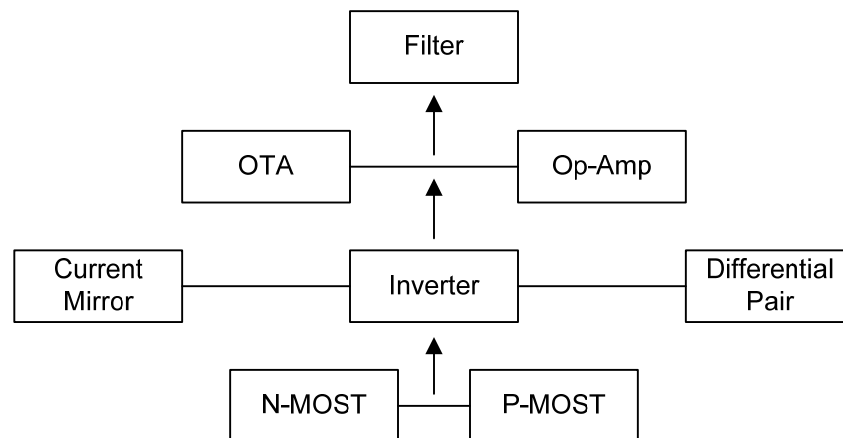 Filter
OTA
Op-Amp
Current
Mirror
Inverter
Differential
Pair
N-MOST
P-MOST